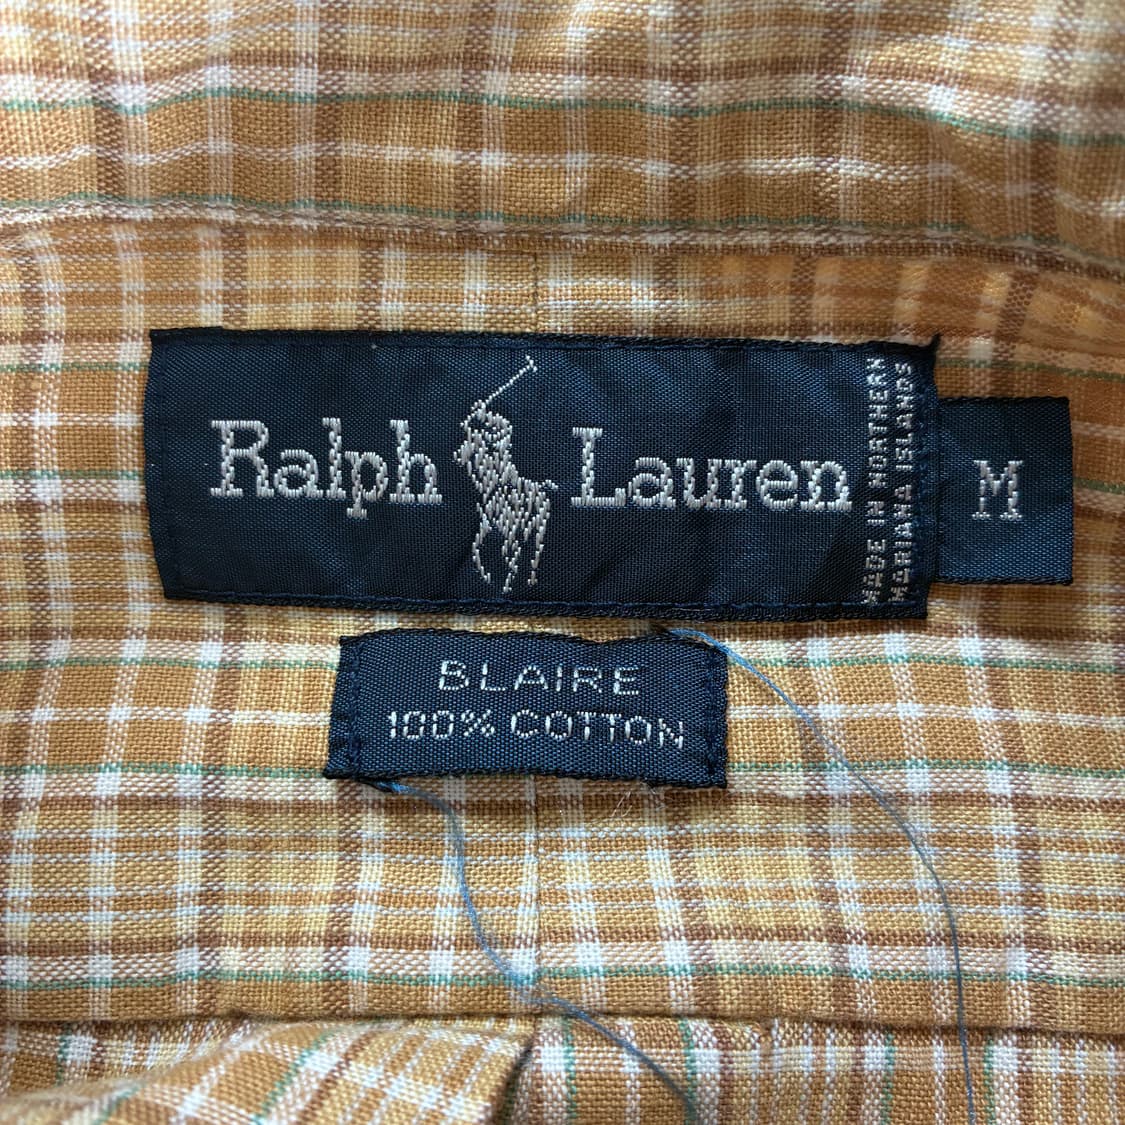 Ralph Lauren
MADE IN NORTHERN
MARIANA ISLANDS
M
BLAIRE
100% COTTON